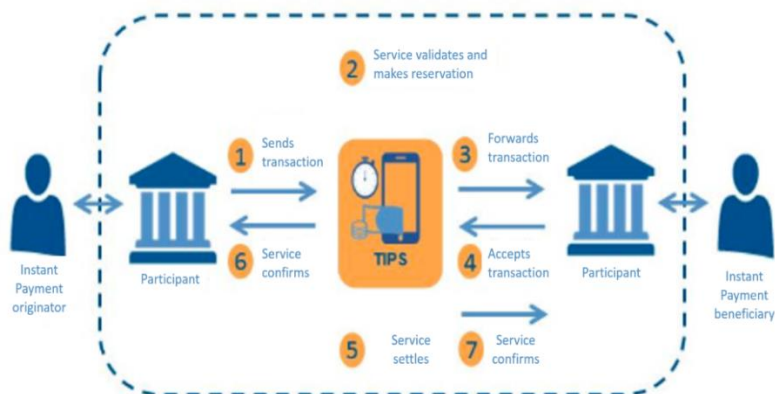 2
Service validates and
makes reservation
1
Sends
transaction
3
Forwards
transaction
TIPS
6
Service
confirms
4
Accepts
transaction
Instant
Payment
originator
Participant
Participant
Instant
Payment
beneficiary
5
Service
settles
7
Service
confirms